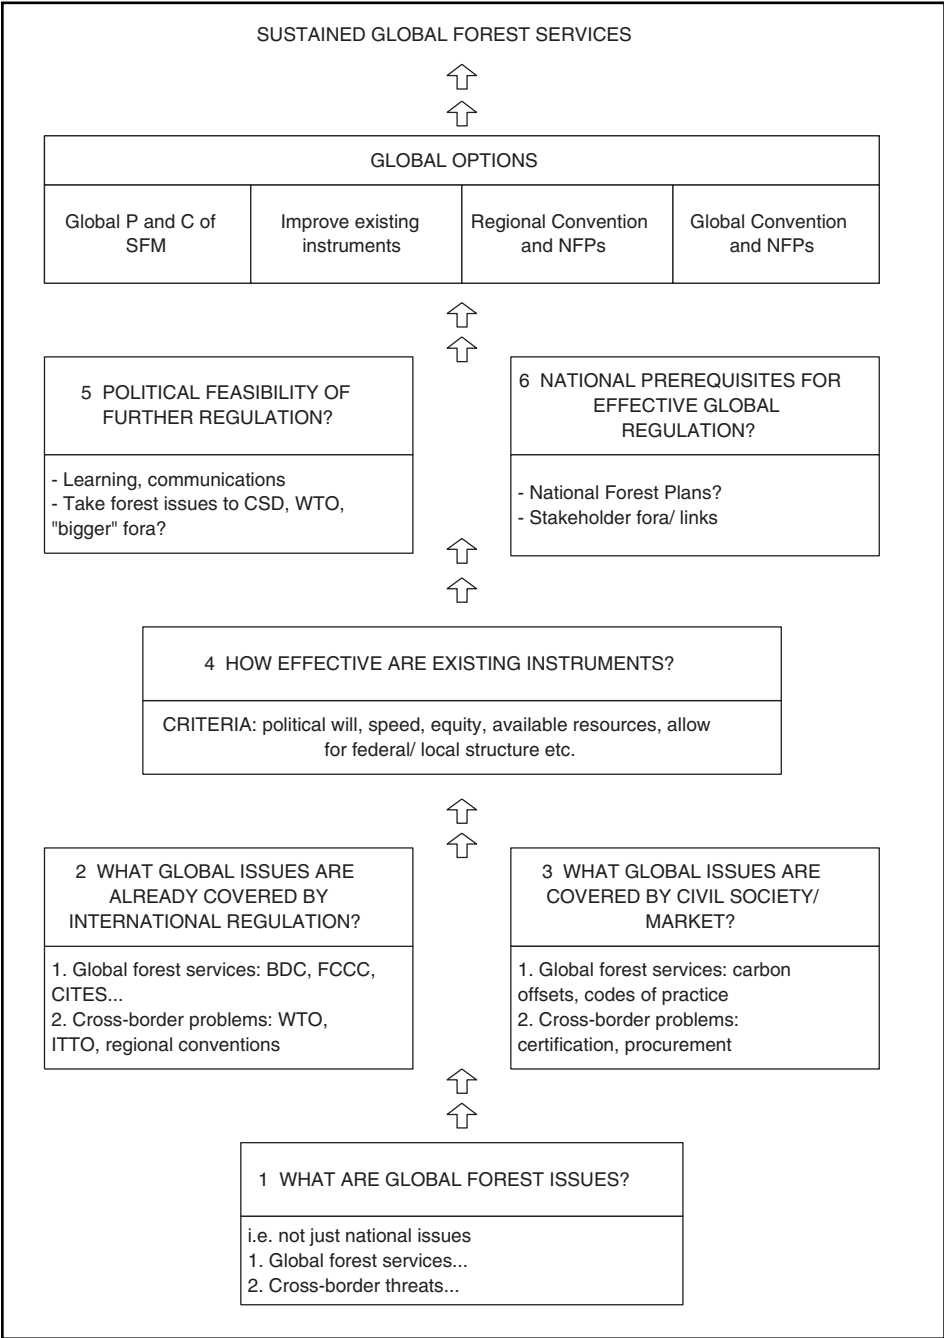 SUSTAINED GLOBAL FOREST SERVICES
GLOBAL OPTIONS
Global P and C of
SFM
Improve existing
instruments
Regional Convention
and NFPs
Global Convention
and NFPs
5 POLITICAL FEASIBILITY OF
FURTHER REGULATION?
- Learning, communications
- Take forest issues to CSD, WTO,
"bigger" fora?
6 NATIONAL PREREQUISITES FOR
EFFECTIVE GLOBAL
REGULATION?
- National Forest Plans?
- Stakeholder fora/ links
4 HOW EFFECTIVE ARE EXISTING INSTRUMENTS?
CRITERIA: political will, speed, equity, available resources, allow
for federal/ local structure etc.
2 WHAT GLOBAL ISSUES ARE
ALREADY COVERED BY
INTERNATIONAL REGULATION?
1. Global forest services: BDC, FCCC,
CITES...
2. Cross-border problems: WTO,
ITTO, regional conventions
3 WHAT GLOBAL ISSUES ARE
COVERED BY CIVIL SOCIETY/
MARKET?
1. Global forest services: carbon
offsets, codes of practice
2. Cross-border problems:
certification, procurement
1 WHAT ARE GLOBAL FOREST ISSUES?
i.e. not just national issues
1. Global forest services...
2. Cross-border threats...